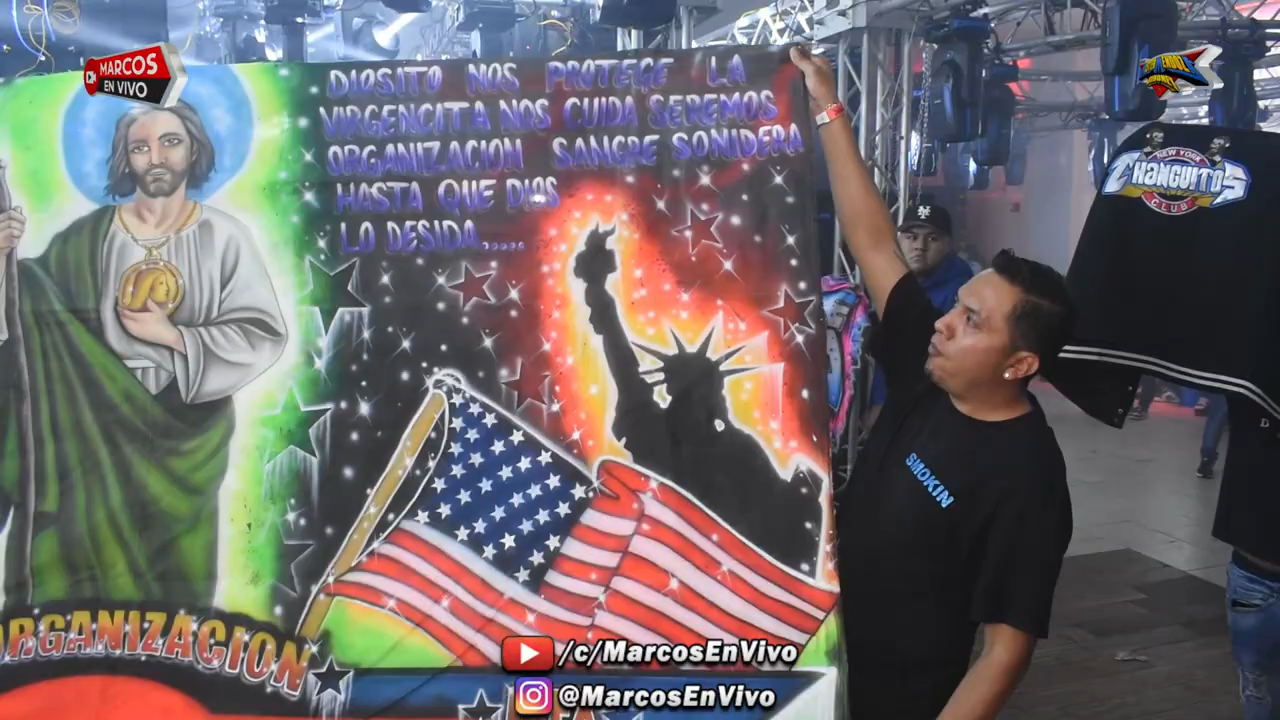 MARCOS
EN VIVO
DIOSITO NOS PROTEGE LA
VIRGENCITA NOS CUIDA SEREMOS
ORGANIZACION SANGRE SONIDERA
HASTA QUE DIOS
LO DESIDA.....
NEW YORK
CHANGUITOS
CLUB
NY
SMOKIN
ORGANIZACION
/c/MarcosEnVivo
@MarcosEnVivo